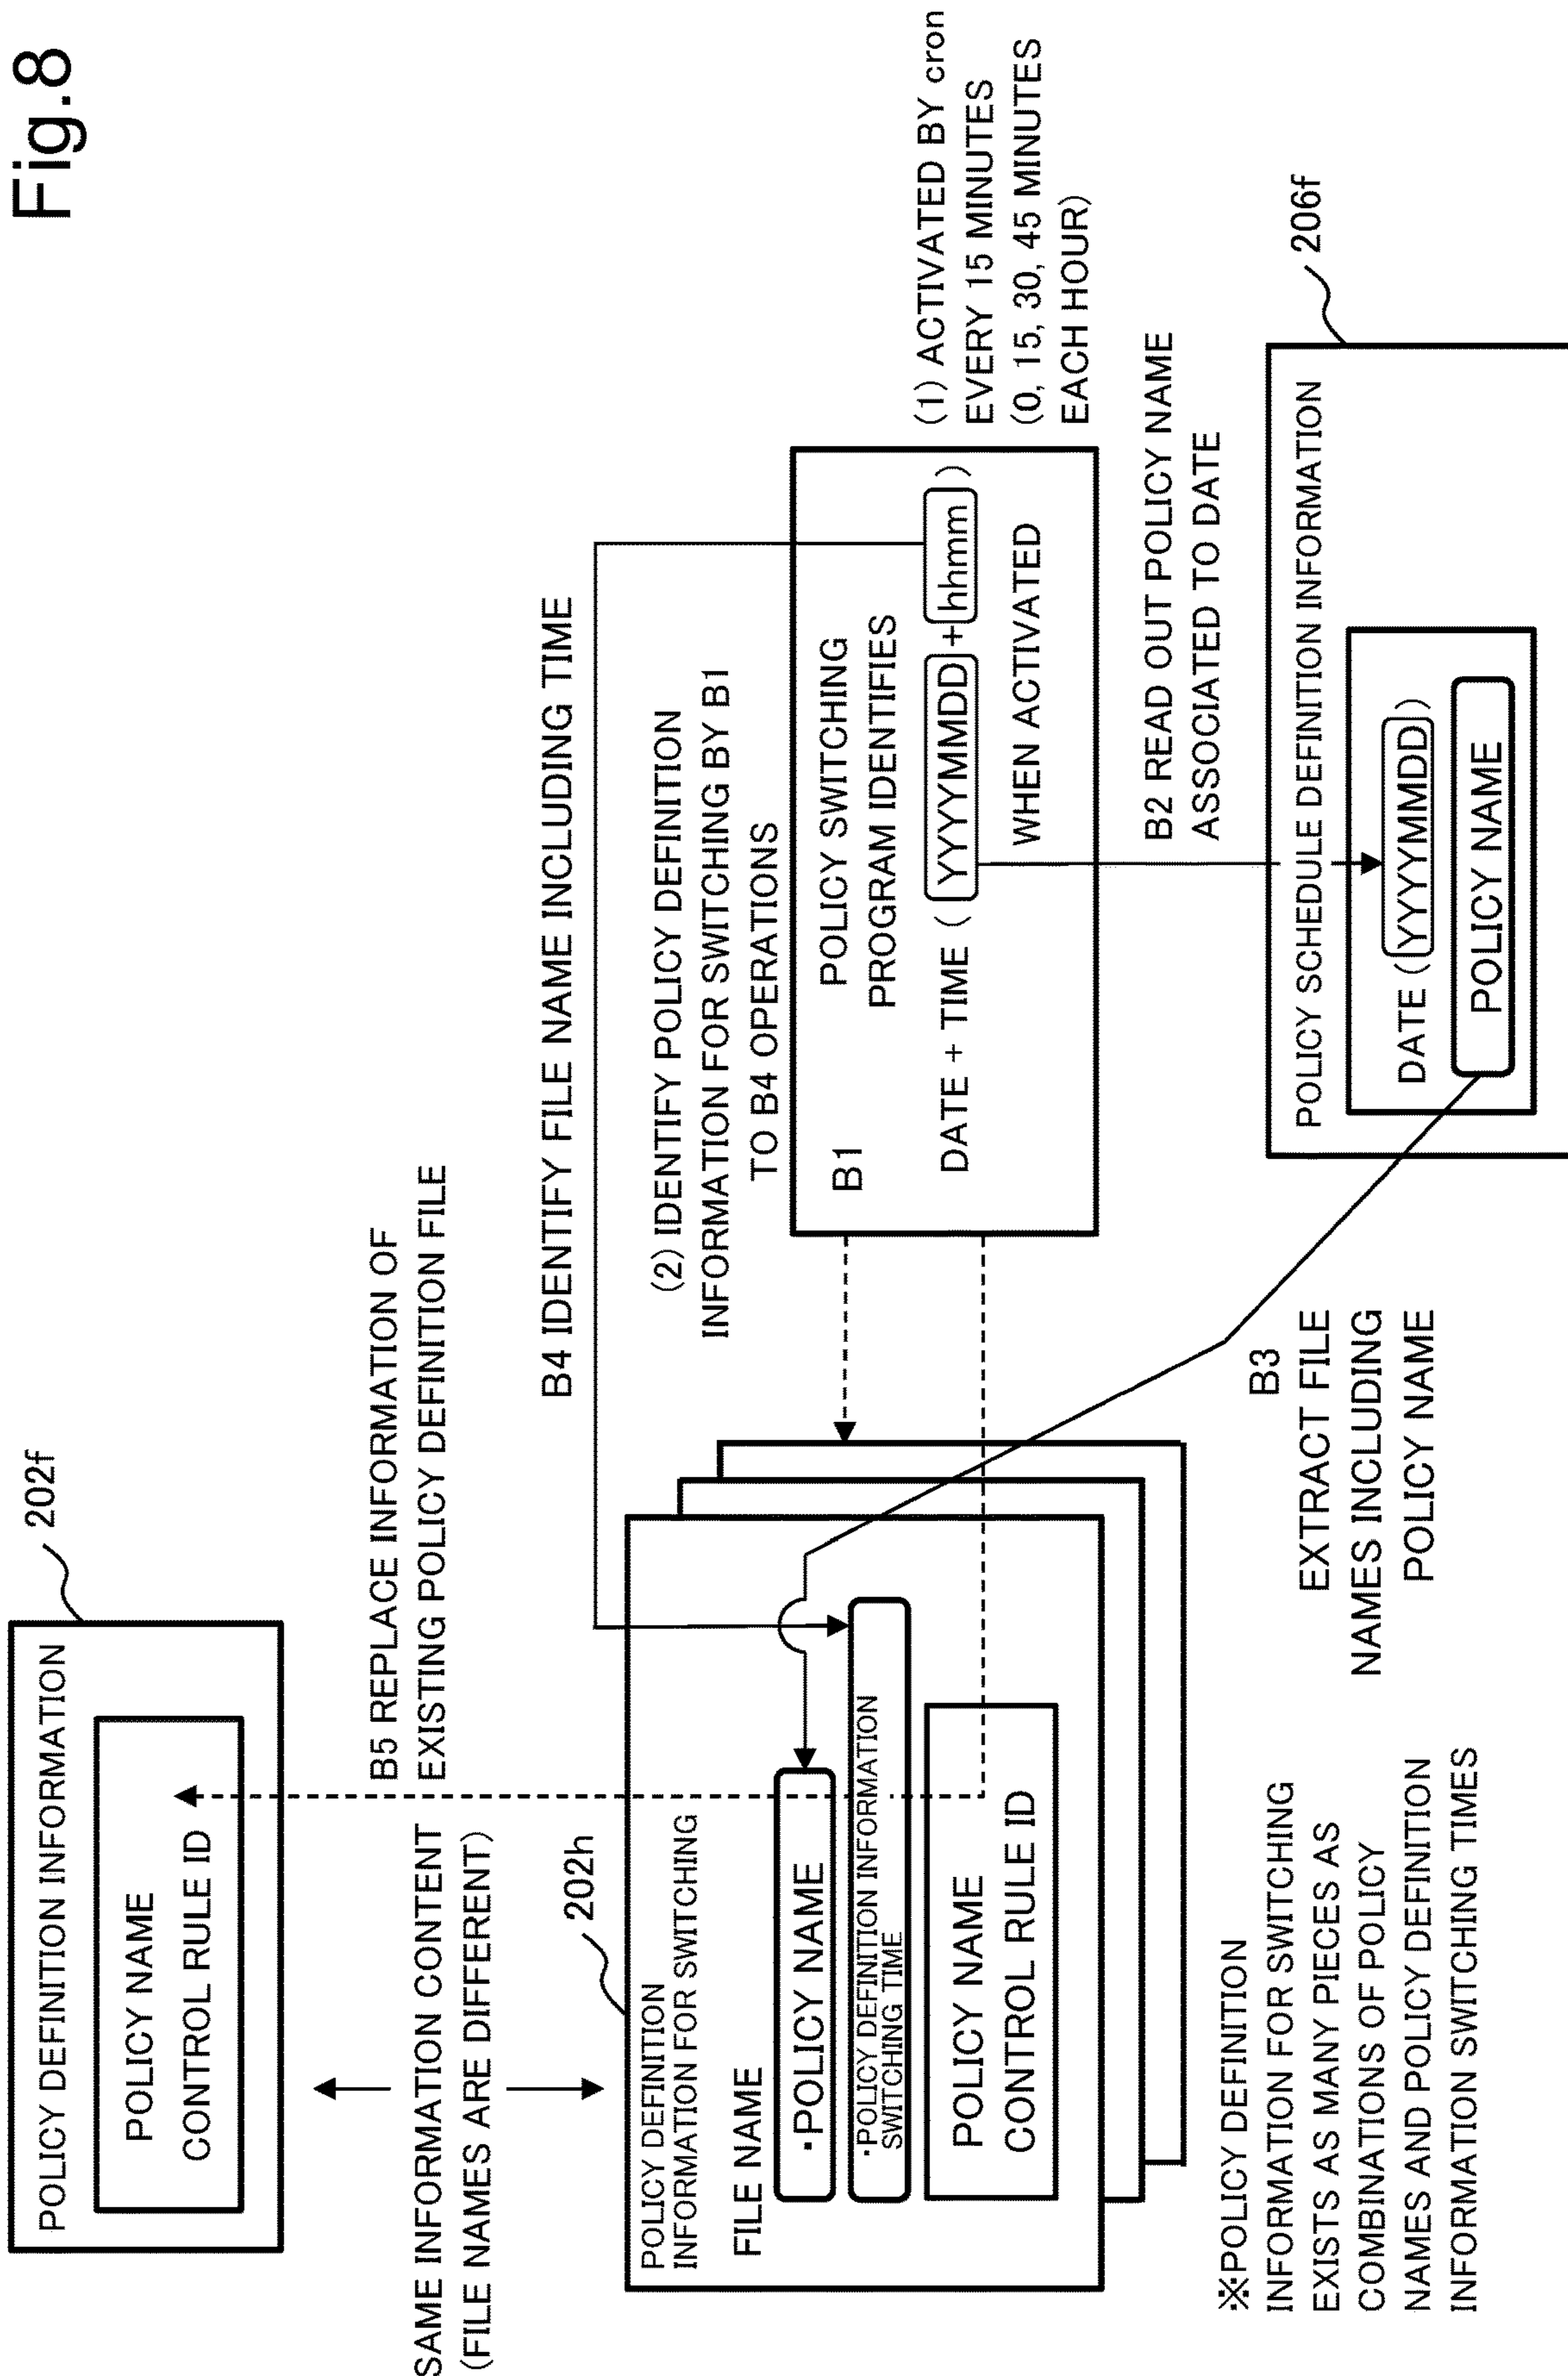 Fig.8
POLICY DEFINITION INFORMATION
POLICY NAME
CONTROL RULE ID
202f
SAME INFORMATION CONTENT
(FILE NAMES ARE DIFFERENT)
B5 REPLACE INFORMATION OF
EXISTING POLICY DEFINITION FILE
202h
POLICY DEFINITION
INFORMATION FOR SWITCHING
FILE NAME
・POLICY NAME
・POLICY DEFINITION INFORMATION
SWITCHING TIME
POLICY NAME
CONTROL RULE ID
B4 IDENTIFY FILE NAME INCLUDING TIME
(2) IDENTIFY POLICY DEFINITION
INFORMATION FOR SWITCHING BY B1
TO B4 OPERATIONS
B1
POLICY SWITCHING
PROGRAM IDENTIFIES
DATE + TIME (YYYYMMDD+hhmm)
WHEN ACTIVATED
(1) ACTIVATED BY cron
EVERY 15 MINUTES
(0, 15, 30, 45 MINUTES
EACH HOUR)
B2 READ OUT POLICY NAME
ASSOCIATED TO DATE
206f
POLICY SCHEDULE DEFINITION INFORMATION
DATE (YYYYMMDD)
POLICY NAME
B3
EXTRACT FILE
NAMES INCLUDING
POLICY NAME
※POLICY DEFINITION
INFORMATION FOR SWITCHING
EXISTS AS MANY PIECES AS
COMBINATIONS OF POLICY
NAMES AND POLICY DEFINITION
INFORMATION SWITCHING TIMES